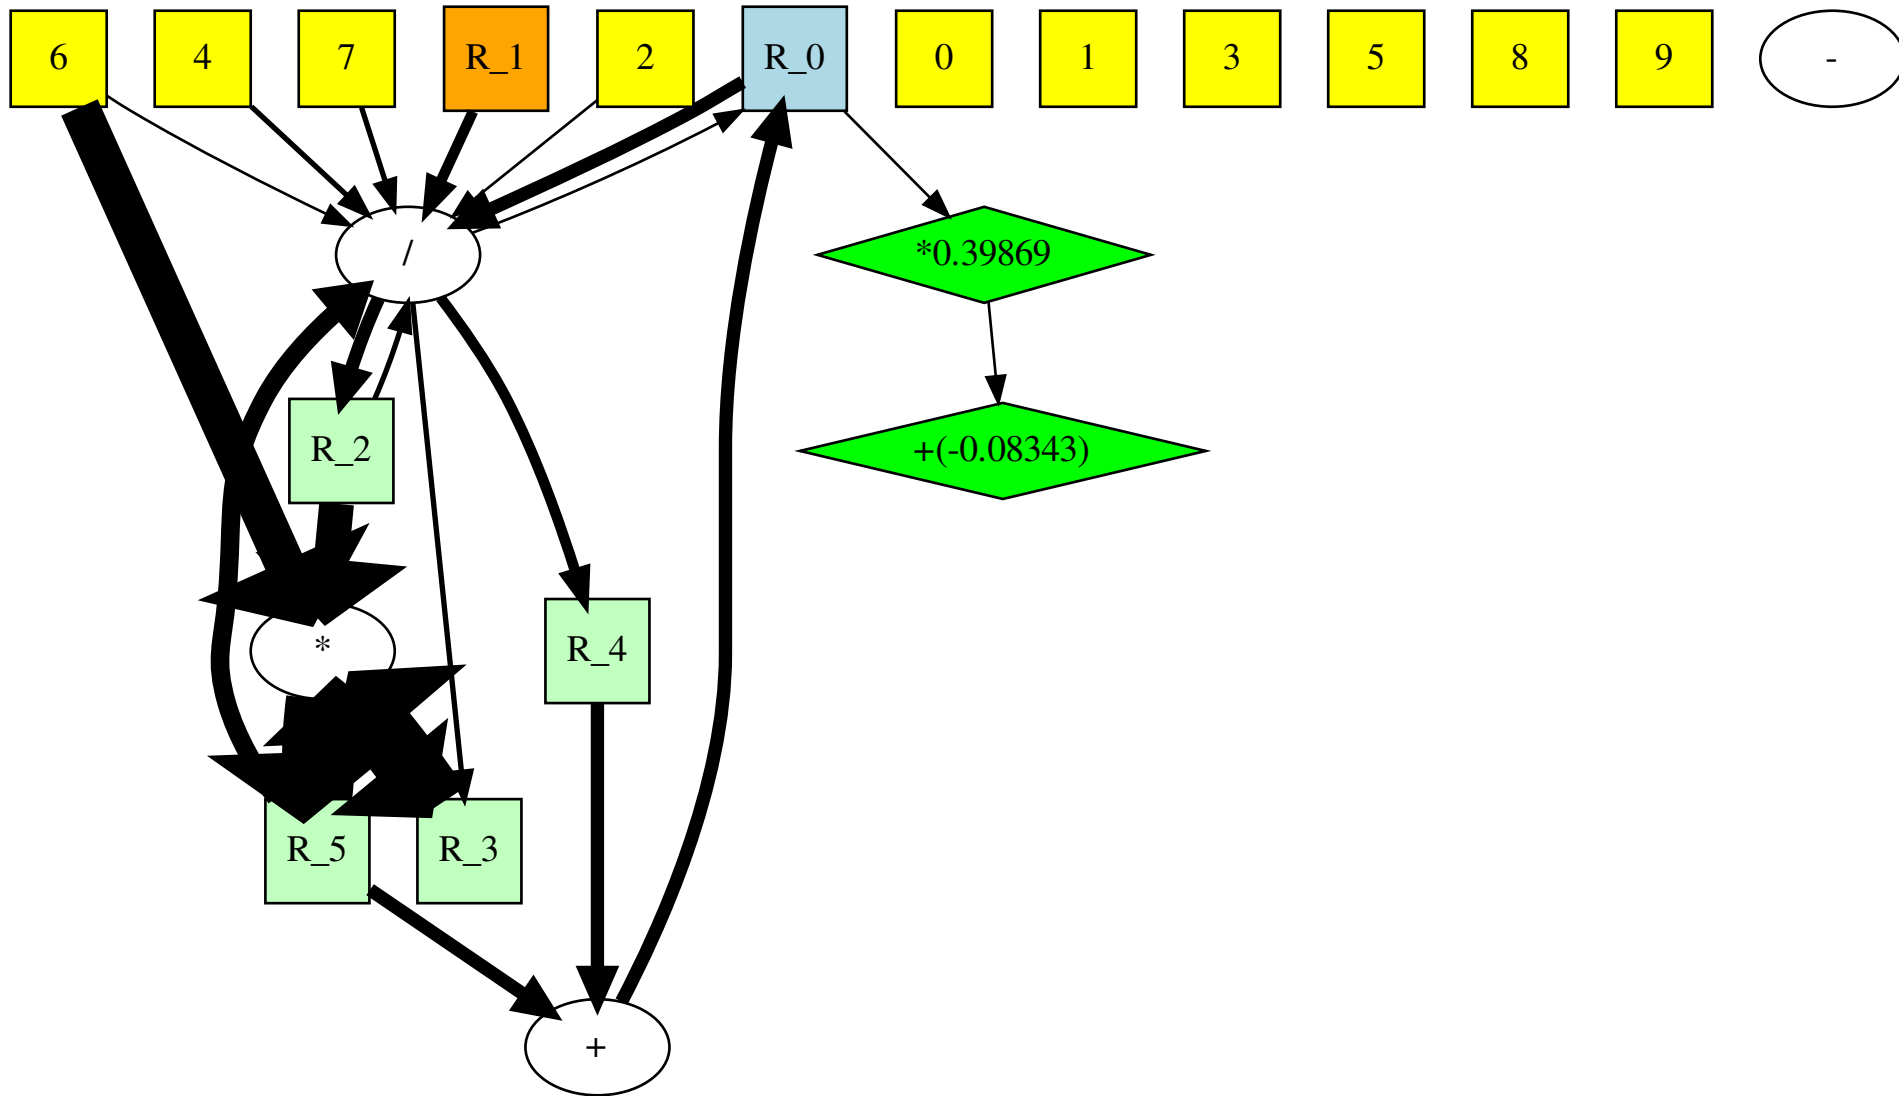 6 4 7 R_1 2 R_0 0 1 3 5 8 9 -
/ *0.39869
R_2 +(-0.08343)
* R_4
R_5 R_3
+